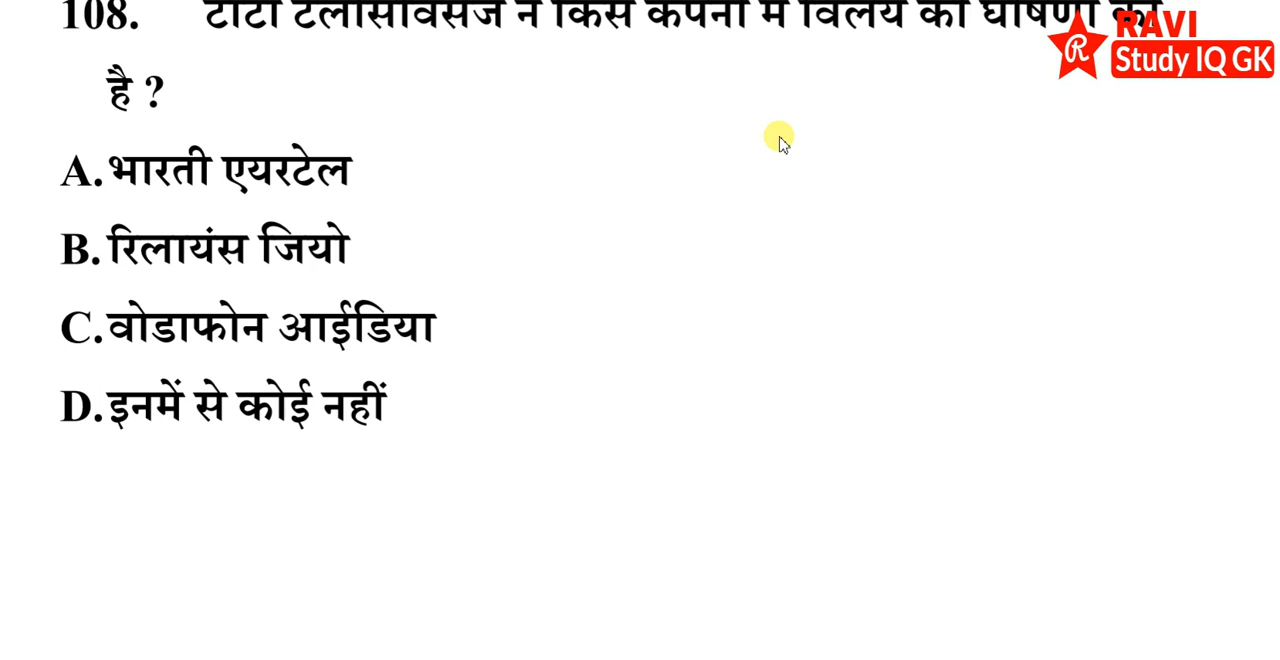 108. टाटा टेलीसर्विसेज ने किस कंपनी में विलय की घोषणा की
है ?
A.भारती एयरटेल
B.रिलायंस जियो
C.वोडाफोन आईडिया
D.इनमें से कोई नहीं
RAVI
R
Study IQ GK